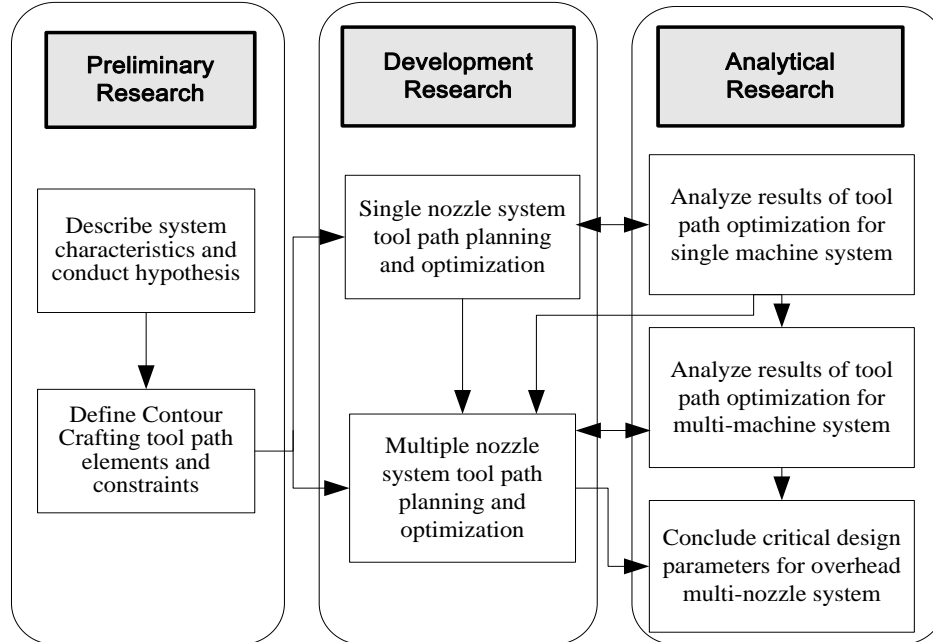 Preliminary
Research
Describe system
characteristics and
conduct hypothesis
Define Contour
Crafting tool path
elements and
constraints
Development
Research
Single nozzle system
tool path planning
and optimization
Multiple nozzle
system tool path
planning and
optimization
Analytical
Research
Analyze results of tool
path optimization for
single machine system
Analyze results of tool
path optimization for
multi-machine system
Conclude critical design
parameters for overhead
multi-nozzle system